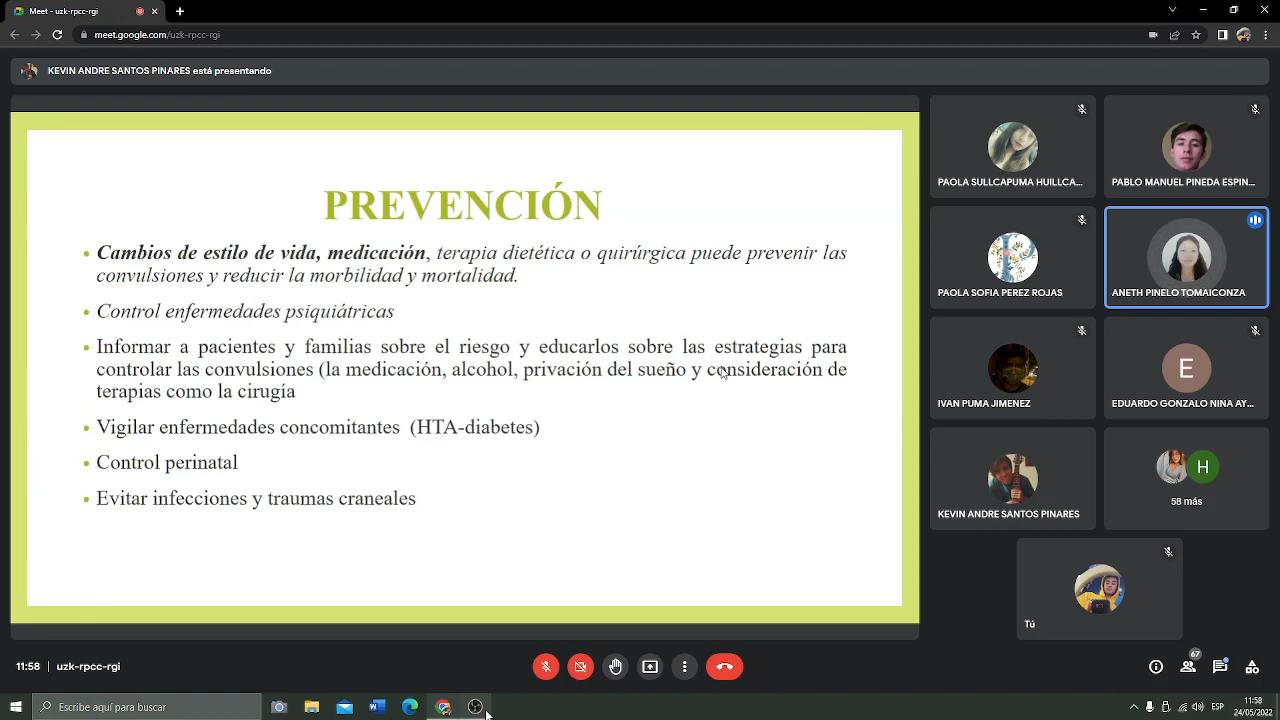 Meet - uzk-rpcc-rgi
meet.google.com/uzk-rpcc-rgi
KEVIN ANDRE SANTOS PINARES está presentando
PREVENCIÓN
• Cambios de estilo de vida, medicación, terapia dietética o quirúrgica puede prevenir las
convulsiones y reducir la morbilidad y mortalidad.
• Control enfermedades psiquiátricas
• Informar a pacientes y familias sobre el riesgo y educarlos sobre las estrategias para
controlar las convulsiones (la medicación, alcohol, privación del sueño y consideración de
terapias como la cirugía
• Vigilar enfermedades concomitantes (HTA-diabetes)
• Control perinatal
• Evitar infecciones y traumas craneales
PAOLA SULLCAPUMA HUILLCA...
PABLO MANUEL PINEDA ESPIN...
PAOLA SOFIA PEREZ ROJAS
ANETH PINELO TOMAICONZA
IVAN PUMA JIMENEZ
E
EDUARDO GONZALO NINA AY...
KEVIN ANDRE SANTOS PINARES
H
58 más
Tú
11:58 | uzk-rpcc-rgi
67
Escribe aquí para buscar
ESP
11:58
24/05/2022